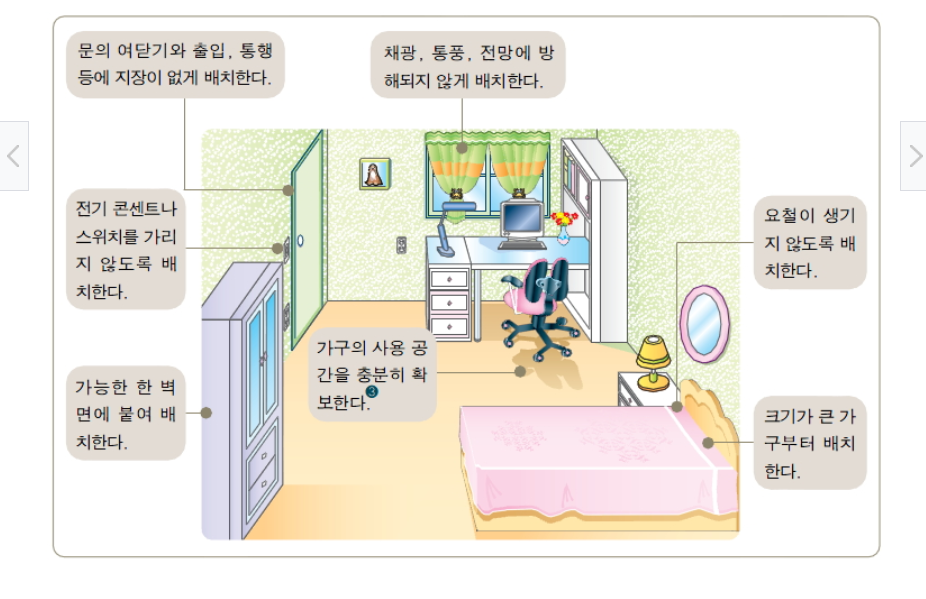 문의 여닫기와 출입, 통행
등에 지장이 없게 배치한다.
채광, 통풍, 전망에 방
해되지 않게 배치한다.
전기 콘센트나
스위치를 가리
지 않도록 배
치한다.
요철이 생기
지 않도록 배
치한다.
가구의 사용 공
간을 충분히 확
보한다.
3
가능한 한 벽
면에 붙여 배
치한다.
크기가 큰 가
구부터 배치
한다.